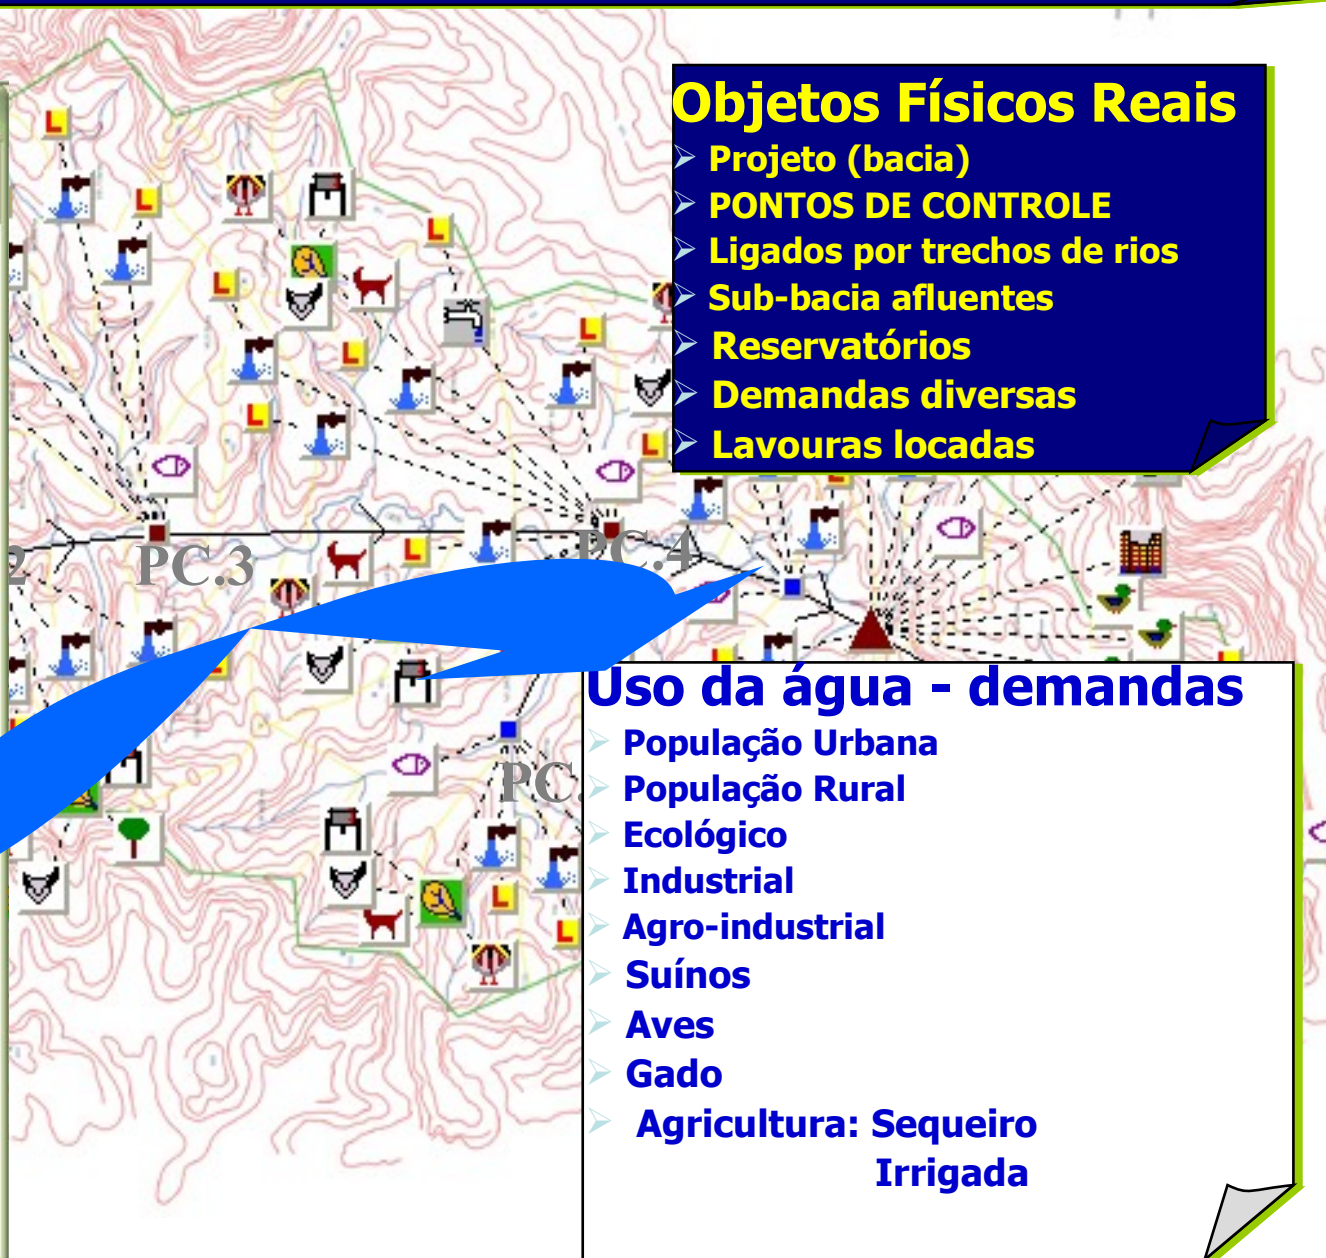 Objetos Físicos Reais
Projeto (bacia)
PONTOS DE CONTROLE
Ligados por trechos de rios
Sub-bacia afluentes
Reservatórios
Demandas diversas
Lavouras locadas
L
L
L
L
L
L
L
L
L
2
PC.3
PC.4
L
L
PC.
L
L
Uso da água - demandas
População Urbana
População Rural
Ecológico
Industrial
Agro-industrial
Suínos
Aves
Gado
Agricultura: Sequeiro
Irrigada